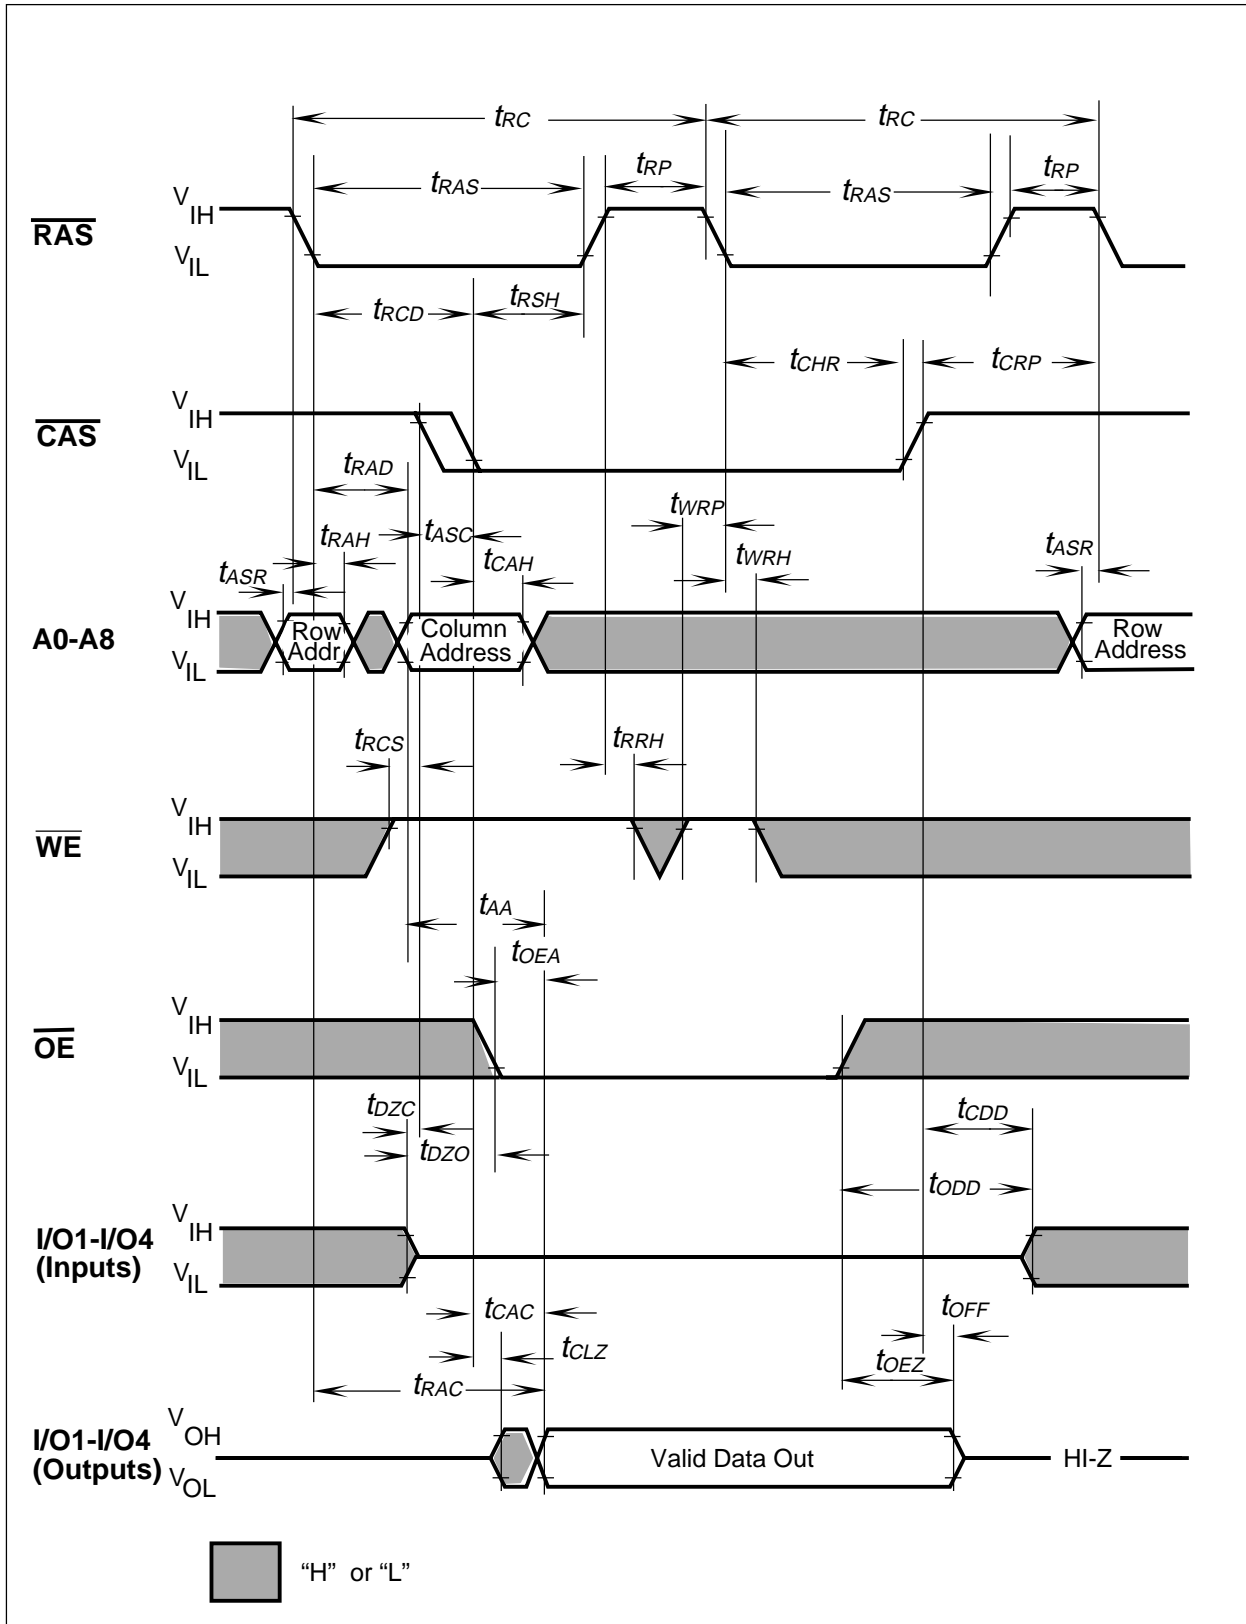 tRC tRC
tRAS tRP tRAS tRP
VIH
RAS
VIL
tRCD tRSH
tCHR tCRP
VIH
CAS
VIL
tRAD
tWRP
tRAH tASC tCAH tWRH tASR
tASR
VIH
A0-A8 Row Addr. Column Address Row Address
VIL
tRCS tRRH
VIH
WE
VIL
tAA
tOEA
VIH
OE
VIL
tDZC tCDD
tDZO
tODD
VIH
I/O1-I/O4
(Inputs)
VIL
tCAC tOFF
tCLZ tOEZ
tRAC
VOH
I/O1-I/O4
(Outputs) Valid Data Out HI-Z
VOL
“H” or “L”